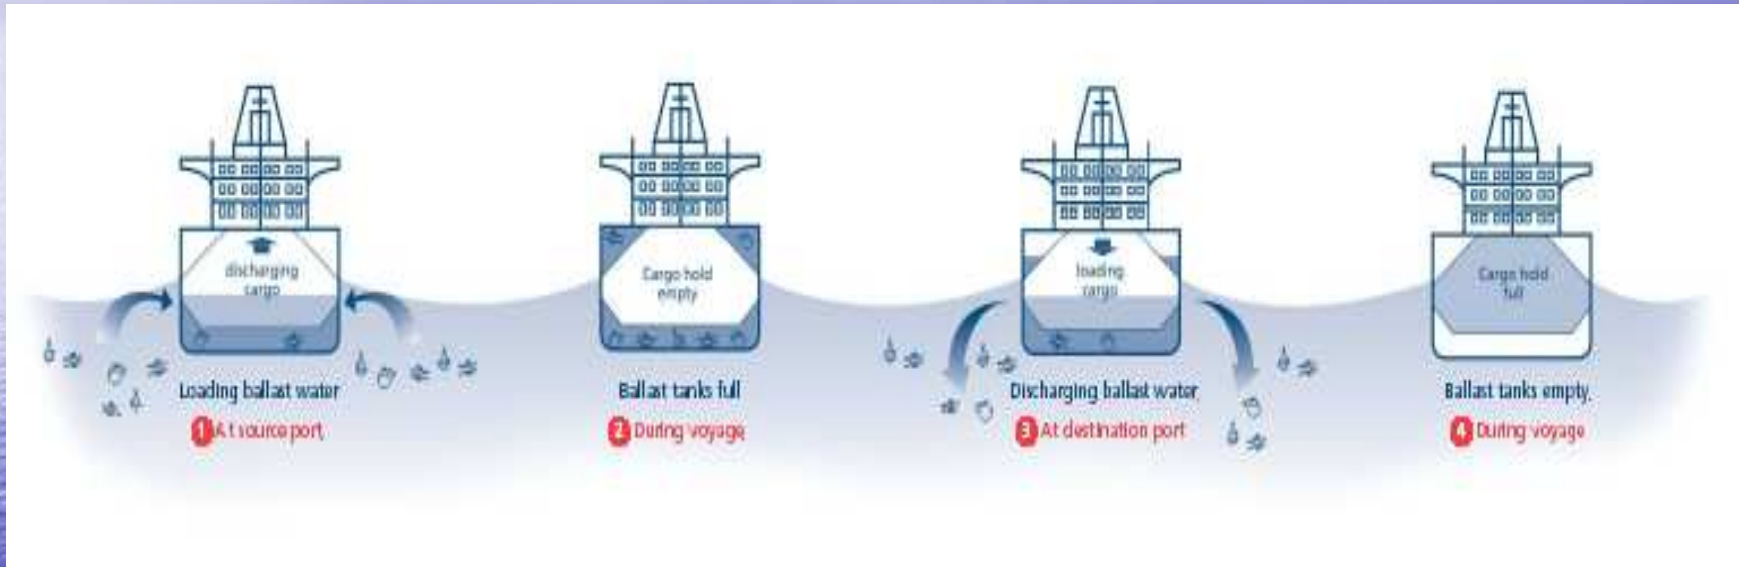 discharging
cargo
Loading ballast water
1 At source port
Cargo hold
empty
Ballast tanks full
2 During voyage
loading
cargo
Discharging ballast water
3 At destination port
Cargo hold
full
Ballast tanks empty.
4 During voyage